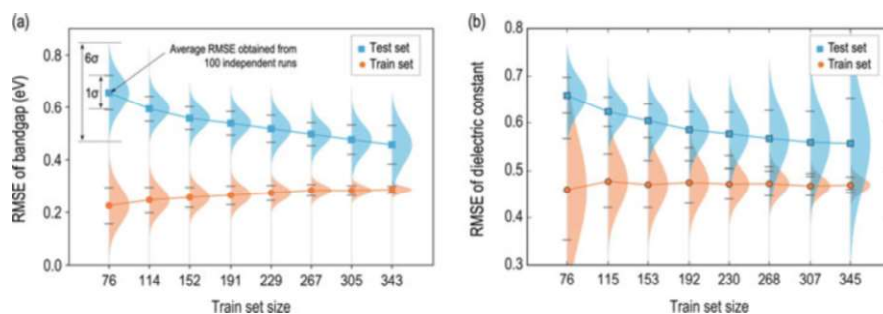 (a)
RMSE of bandgap (eV)
0.8
0.6
0.4
0.2
0.0
6σ
1σ
Average RMSE obtained from
100 independent runs
Test set
Train set
76 114 152 191 229 267 305 343
Train set size
(b)
RMSE of dielectric constant
0.8
0.7
0.6
0.5
0.4
0.3
Test set
Train set
76 115 153 192 230 268 307 345
Train set size